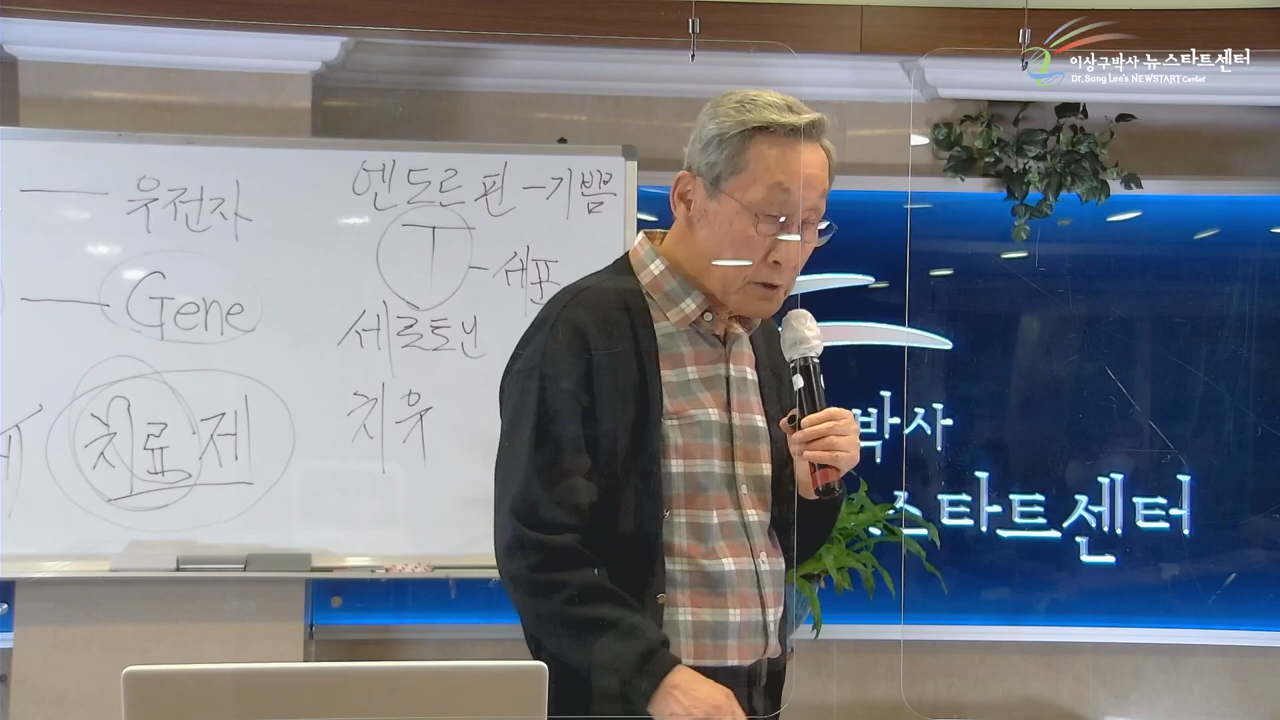 이상구박사 뉴스타트센터
Dr. Sang Lee's NEWSTART Center
유전자
Gene
치료제
엔도르핀 - 기쁨
T - 세포
세로토닌
치유
박사
스타트센터